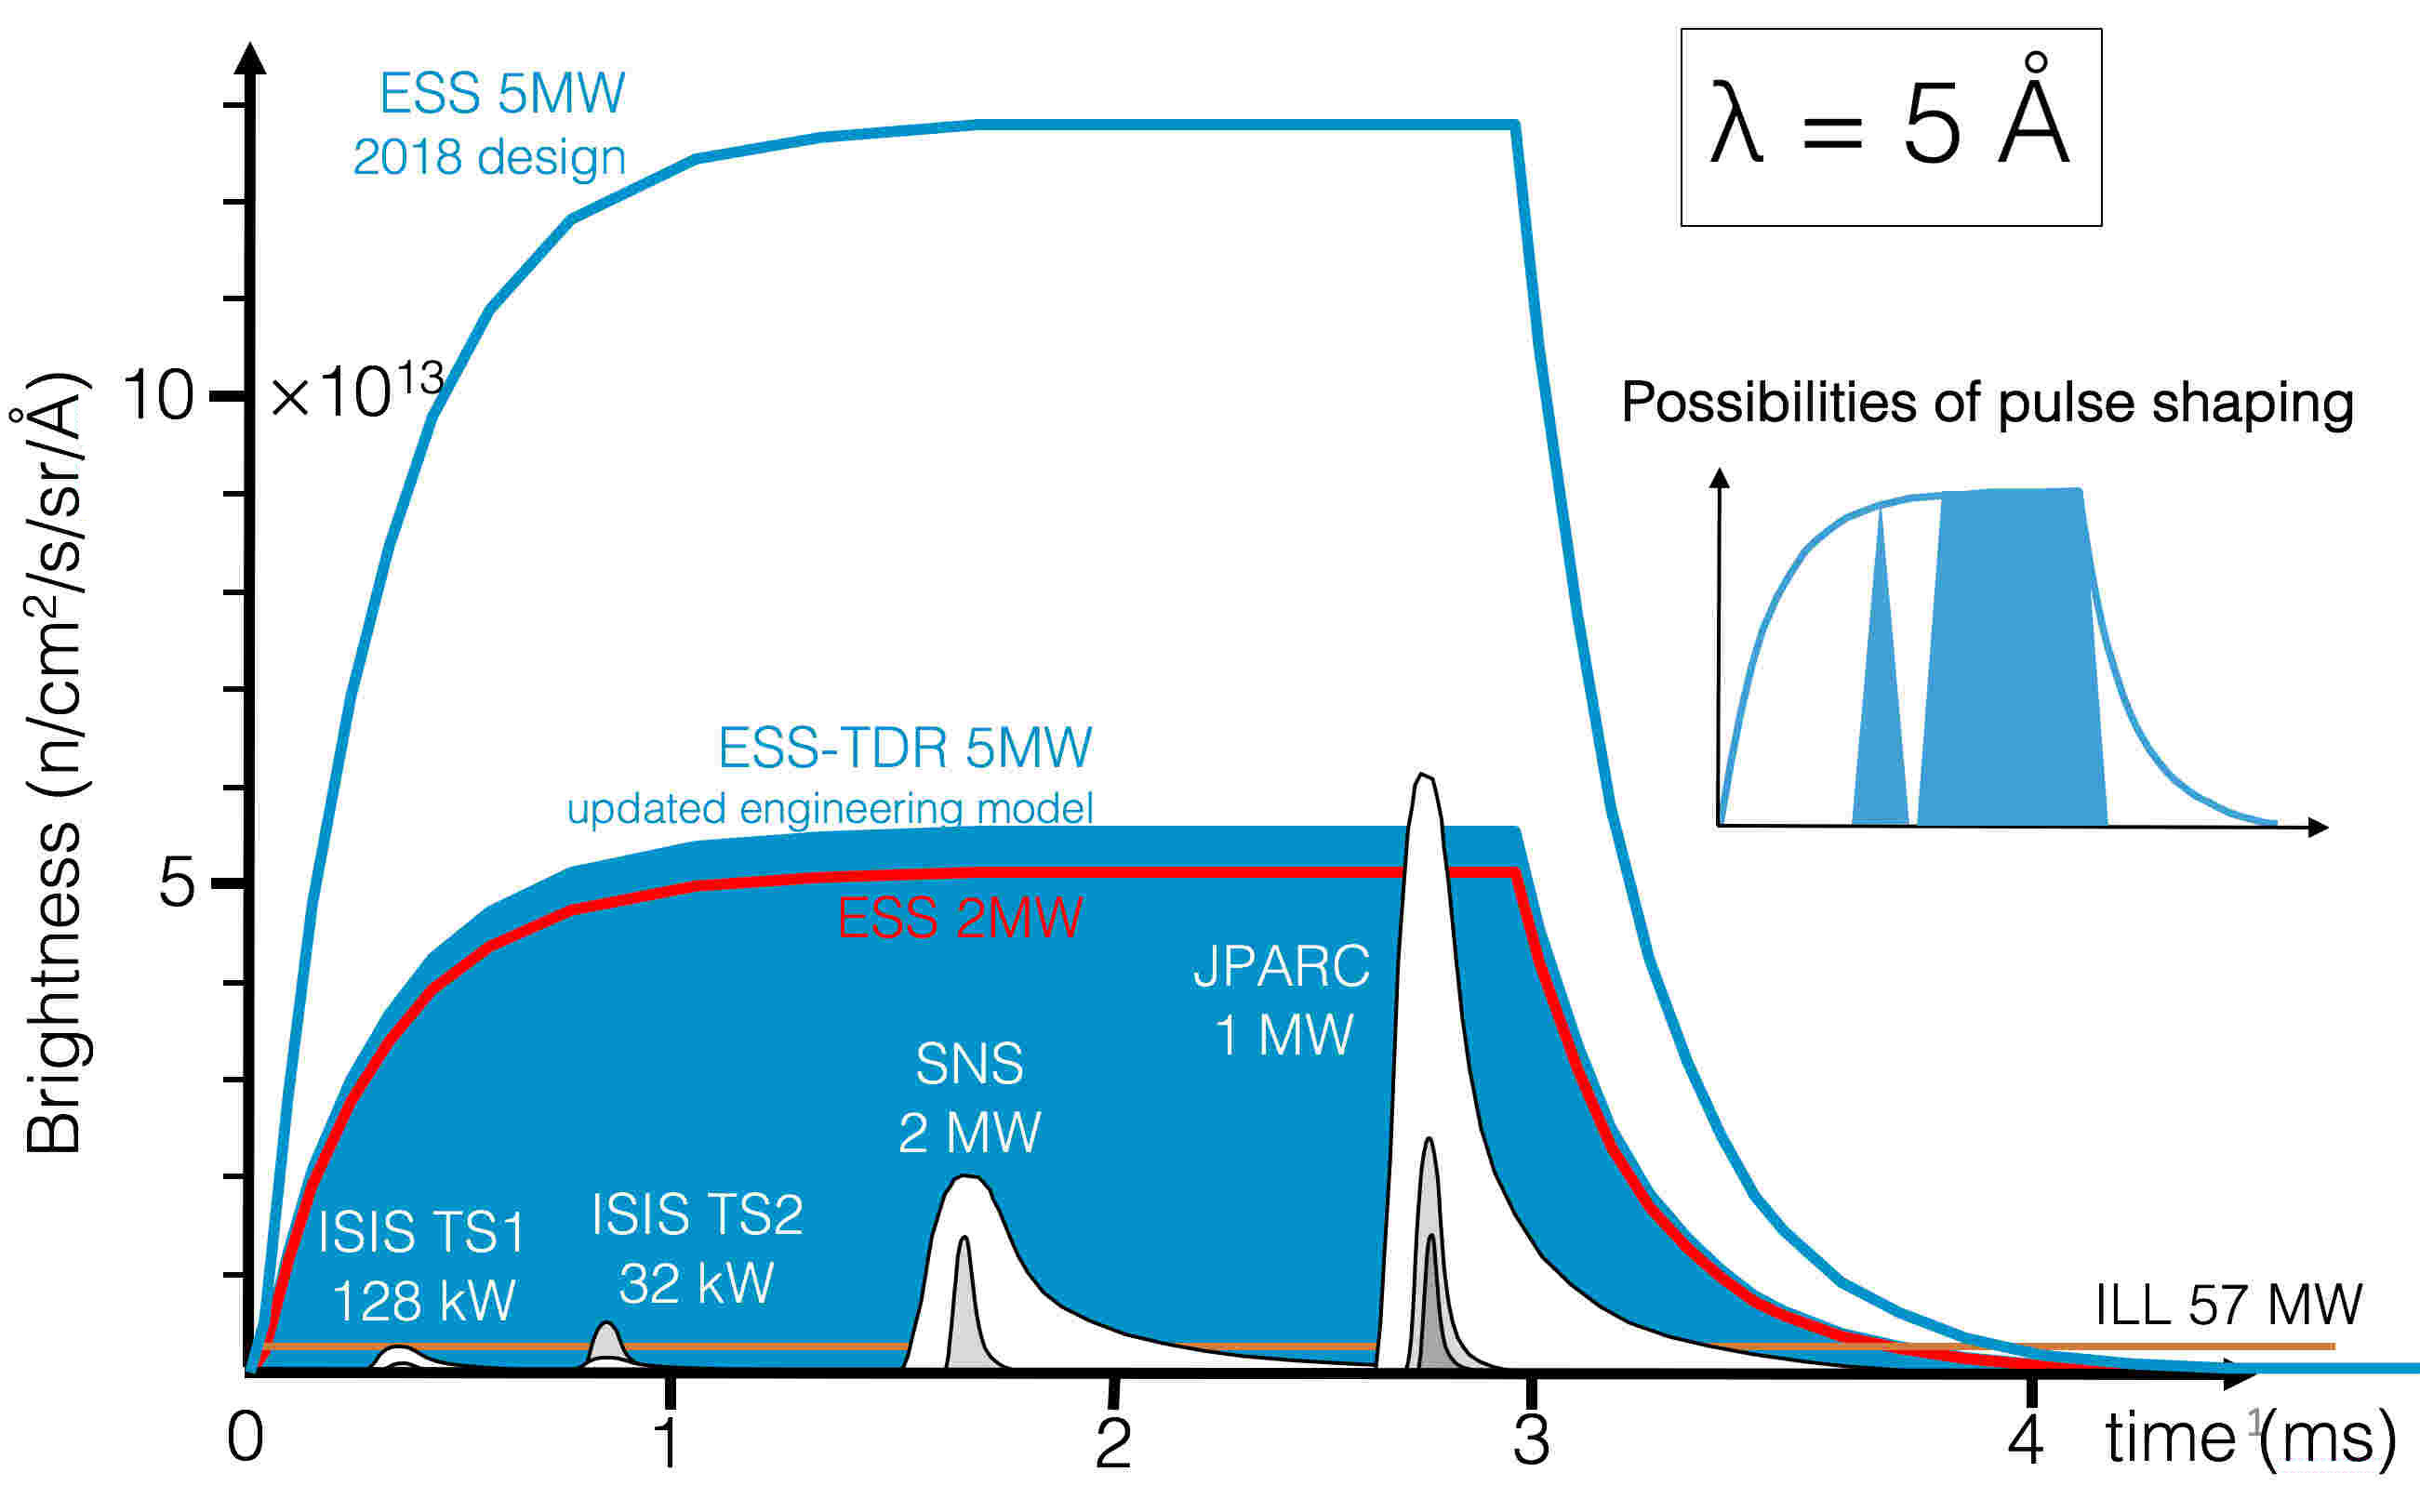 ESS 5MW
2018 design
λ = 5 Å
Brightness (n/cm²/s/sr/Å)
10
×10¹³
Possibilities of pulse shaping
ESS-TDR 5MW
updated engineering model
5
ESS 2MW
JPARC
1 MW
SNS
2 MW
ISIS TS1
128 kW
ISIS TS2
32 kW
ILL 57 MW
0
1
2
3
4
time (ms)
1